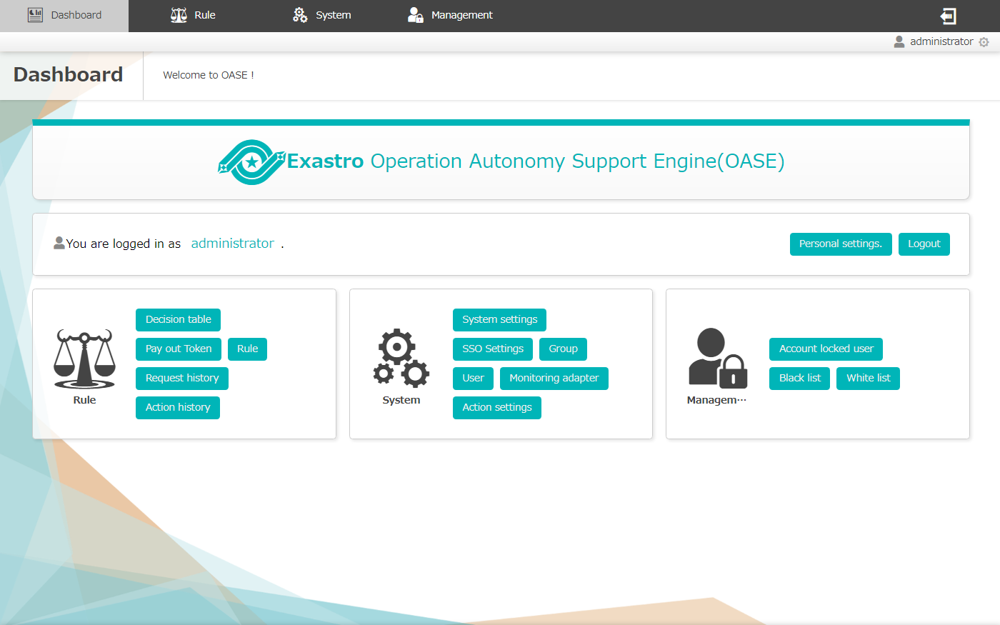 Dashboard Rule System Management
administrator
Dashboard Welcome to OASE !
Exastro Operation Autonomy Support Engine(OASE)
You are logged in as administrator .
Personal settings. Logout
Decision table
Pay out Token Rule
Request history
Action history
Rule
System settings
SSO Settings Group
User Monitoring adapter
Action settings
System
Account locked user
Black list White list
Managem…